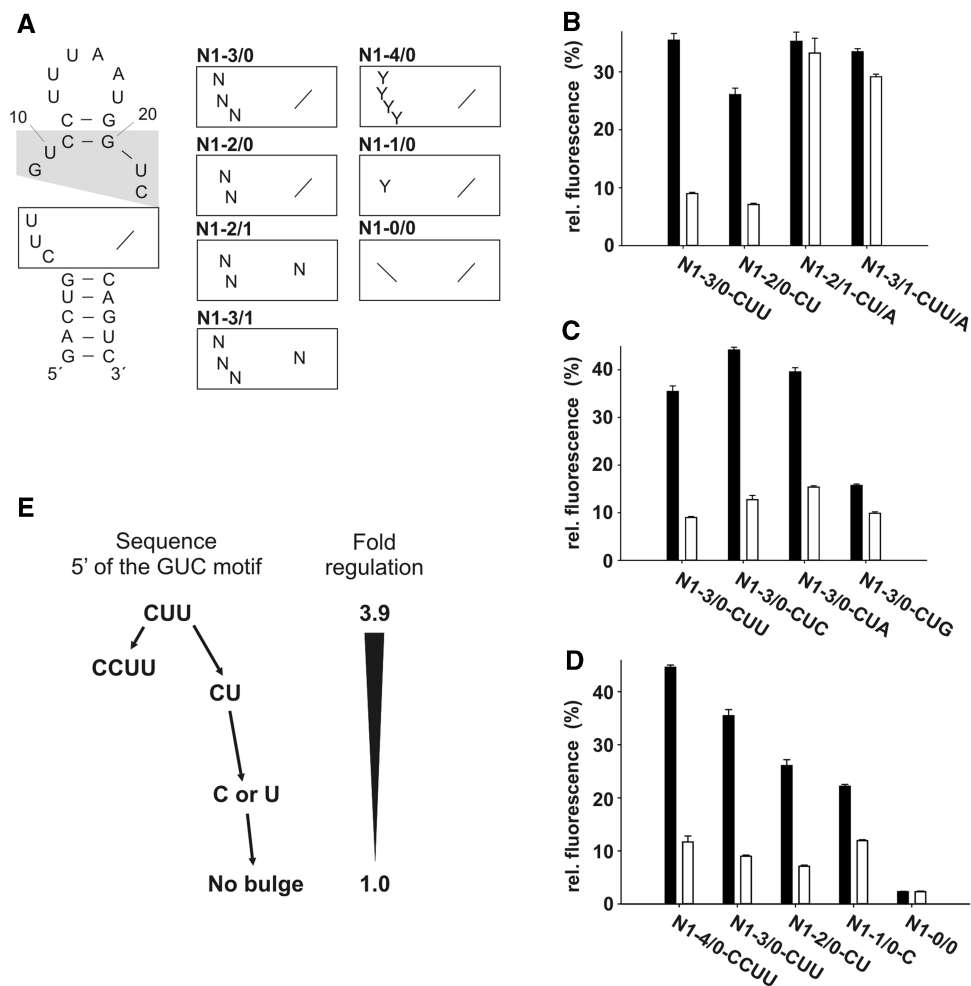 A
U A
U A
U U
10 C – G 20
C – G
U
G U
C
U
U
C
G – C
U – A
C – G
A – U
G – C
5´ 3´
N1-3/0
N
N
N
N1-2/0
N
N
N1-2/1
N
N
N
N1-3/1
N
N
N
N
N1-4/0
Y
Y
Y
Y
N1-1/0
Y
N1-0/0
B
rel. fluorescence (%)
30
20
10
0
N1-3/0-CUU
N1-2/0-CU
N1-2/1-CU/A
N1-3/1-CUU/A
C
rel. fluorescence (%)
40
30
20
10
0
N1-3/0-CUU
N1-3/0-CUC
N1-3/0-CUA
N1-3/0-CUG
D
rel. fluorescence (%)
40
30
20
10
0
N1-4/0-CCUU
N1-3/0-CUU
N1-2/0-CU
N1-1/0-C
N1-0/0
E
Sequence
5’ of the GUC motif
Fold
regulation
CUU 3.9
CCUU
CU
C or U
No bulge 1.0